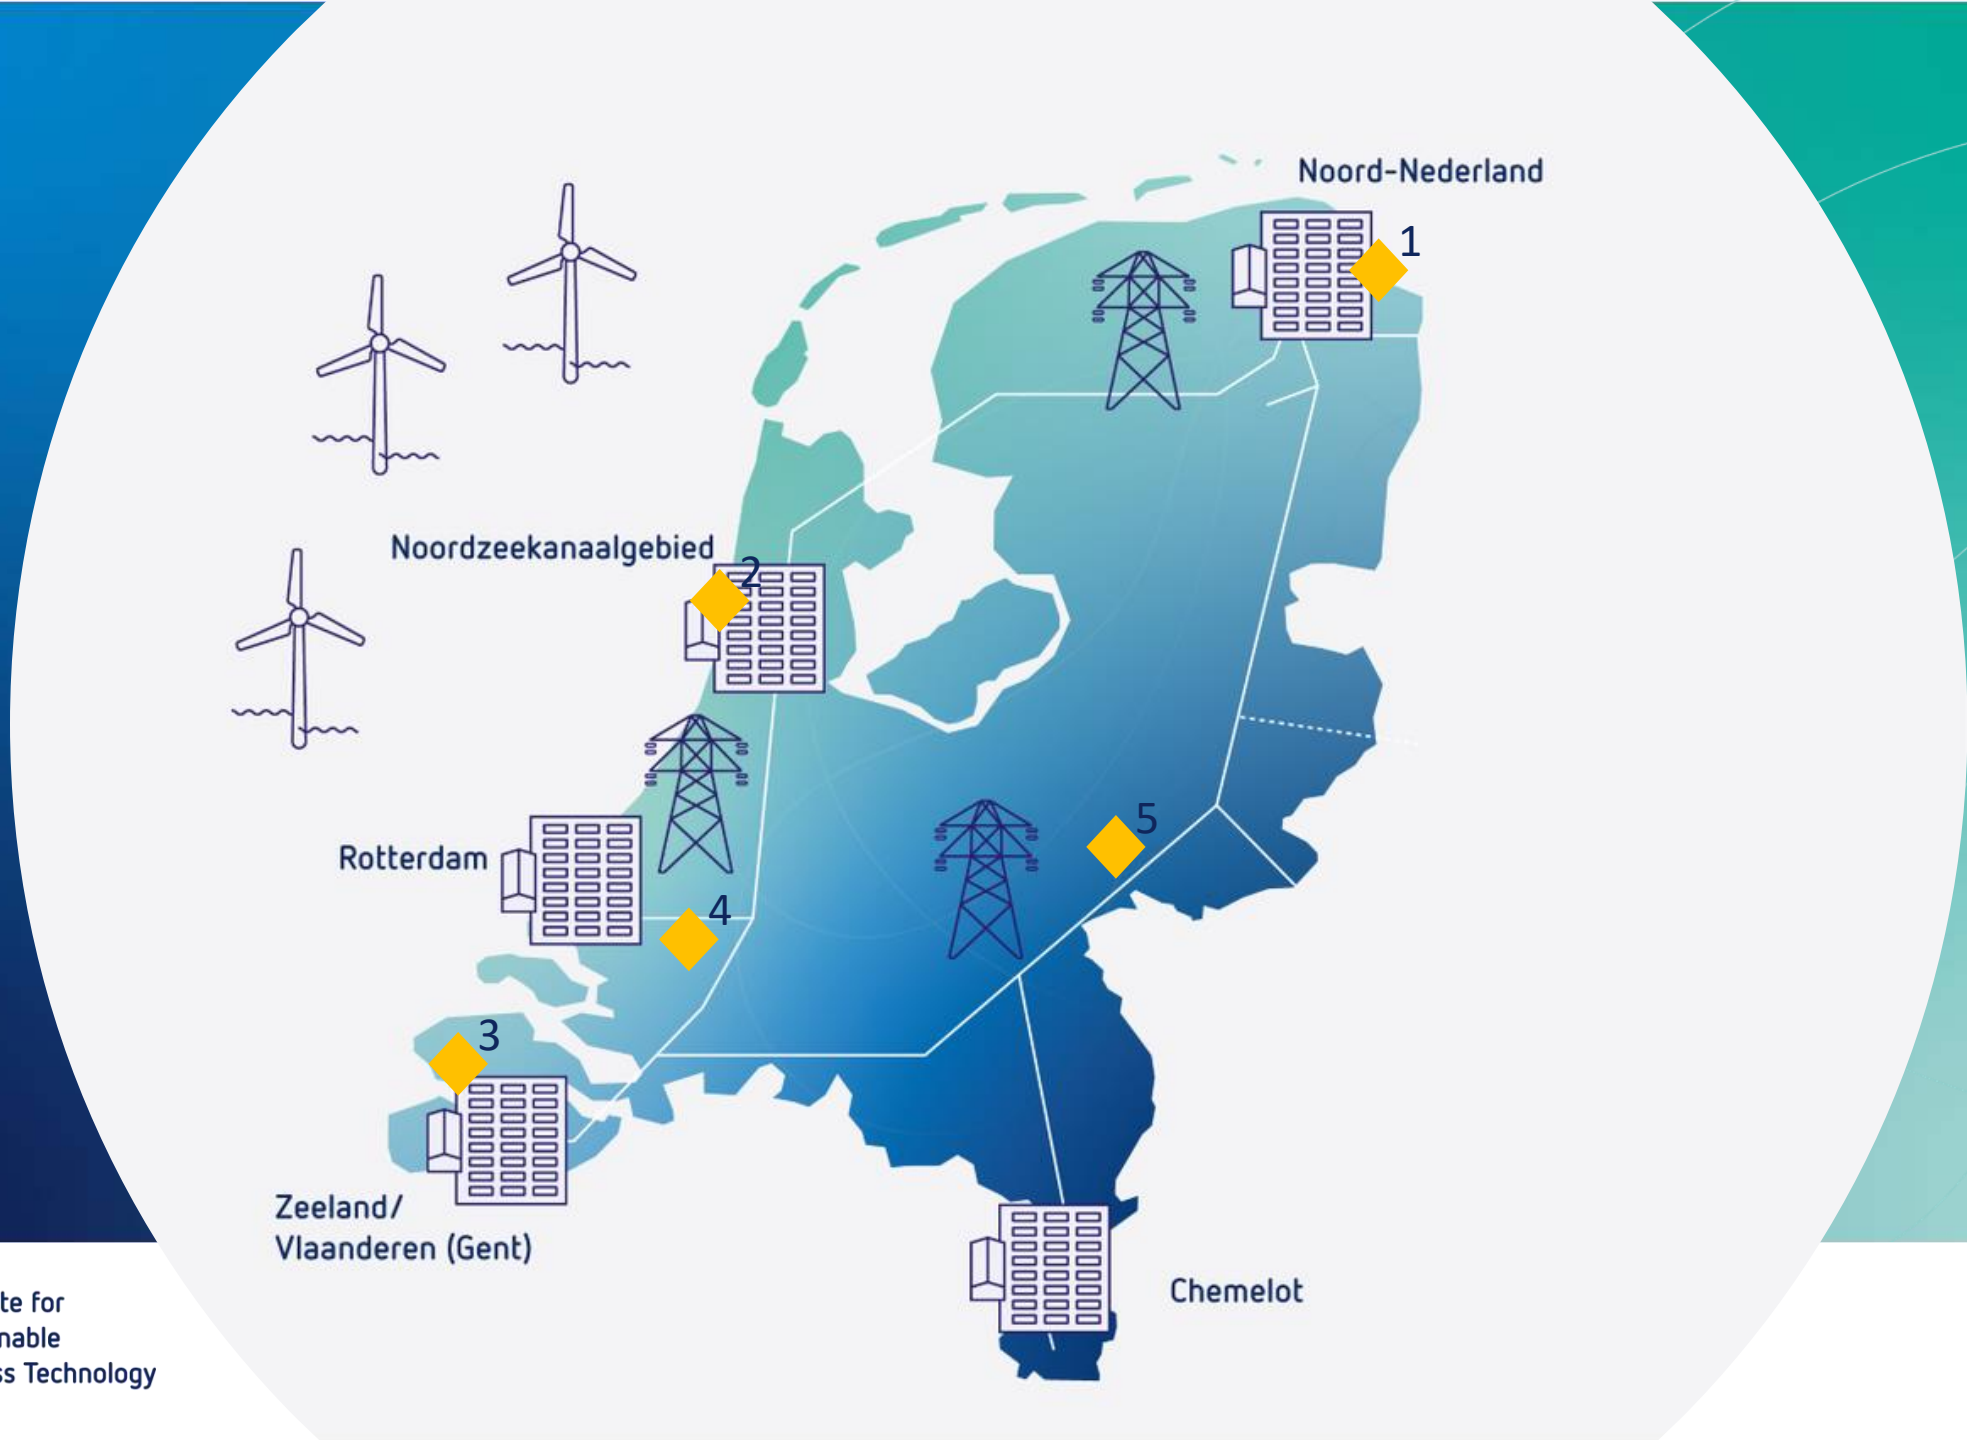 Noord-Nederland
1
Noordzeekanaalgebied
2
5
Rotterdam
4
3
Zeeland/
Vlaanderen (Gent)
Chemelot
te for
nable
ss Technology